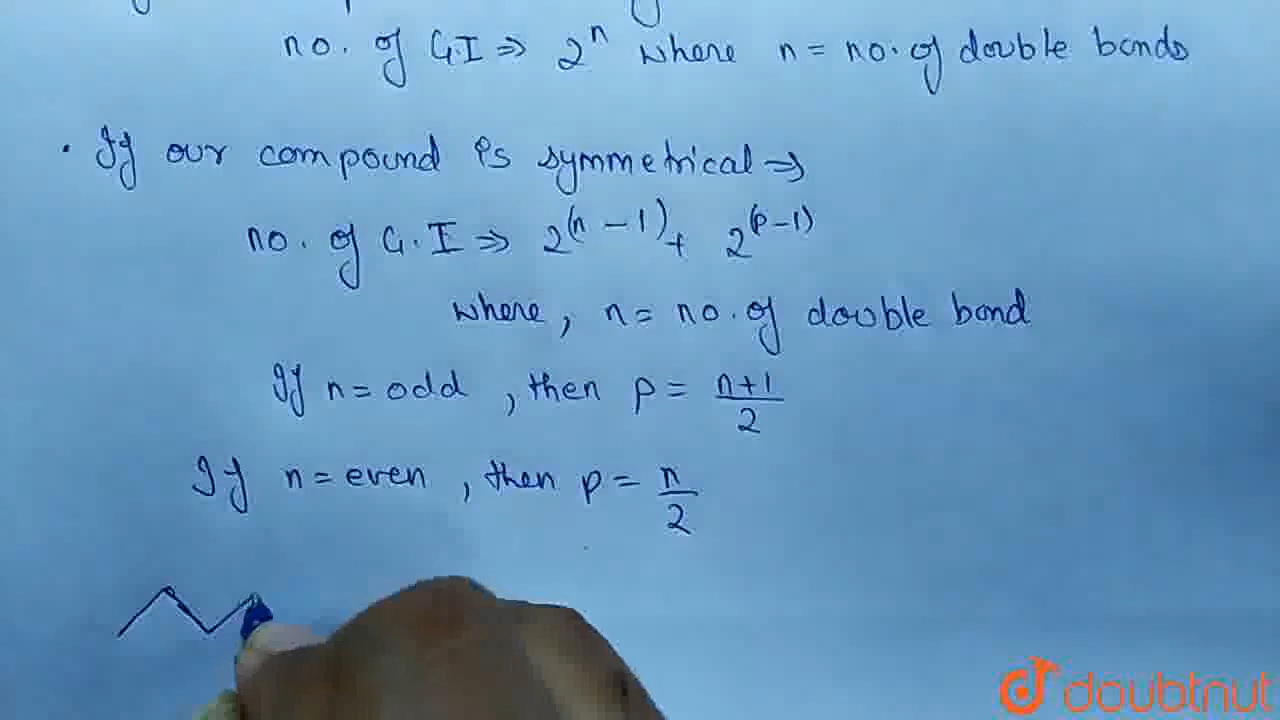 no. of G.I ⇒ 2^n where n = no. of double bonds
• If our compound is symmetrical ⇒
no. of G.I ⇒ 2^(n-1) + 2^(p-1)
where, n = no. of double bond
If n = odd, then p = n+1/2
If n = even, then p = n/2
doubtnut